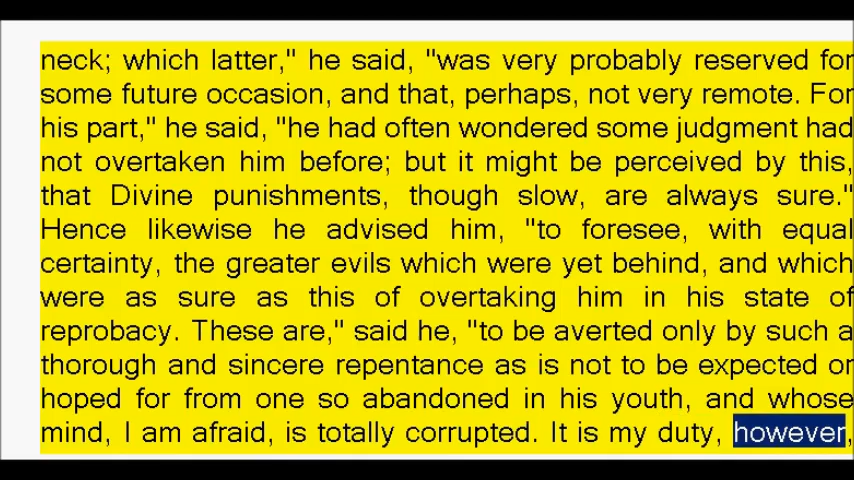 neck; which latter," he said, "was very probably reserved for
some future occasion, and that, perhaps, not very remote. For
his part," he said, "he had often wondered some judgment had
not overtaken him before; but it might be perceived by this,
that Divine punishments, though slow, are always sure."
Hence likewise he advised him, "to foresee, with equal
certainty, the greater evils which were yet behind, and which
were as sure as this of overtaking him in his state of
reprobacy. These are," said he, "to be averted only by such a
thorough and sincere repentance as is not to be expected or
hoped for from one so abandoned in his youth, and whose
mind, I am afraid, is totally corrupted. It is my duty, however,